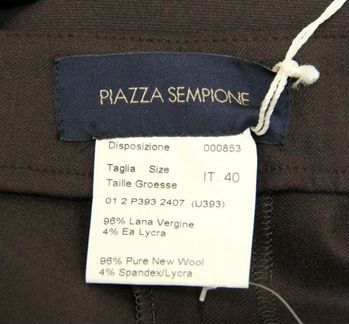 PIAZZA SEMPIONE
Disposizione 000853
Taglia Size IT. 40
Taille Groesse
01 2 P393 2407 (U393)
96% Lana Vergine
4% Ea Lycra
96% Pure New Wool
4% Spandex/Lycra